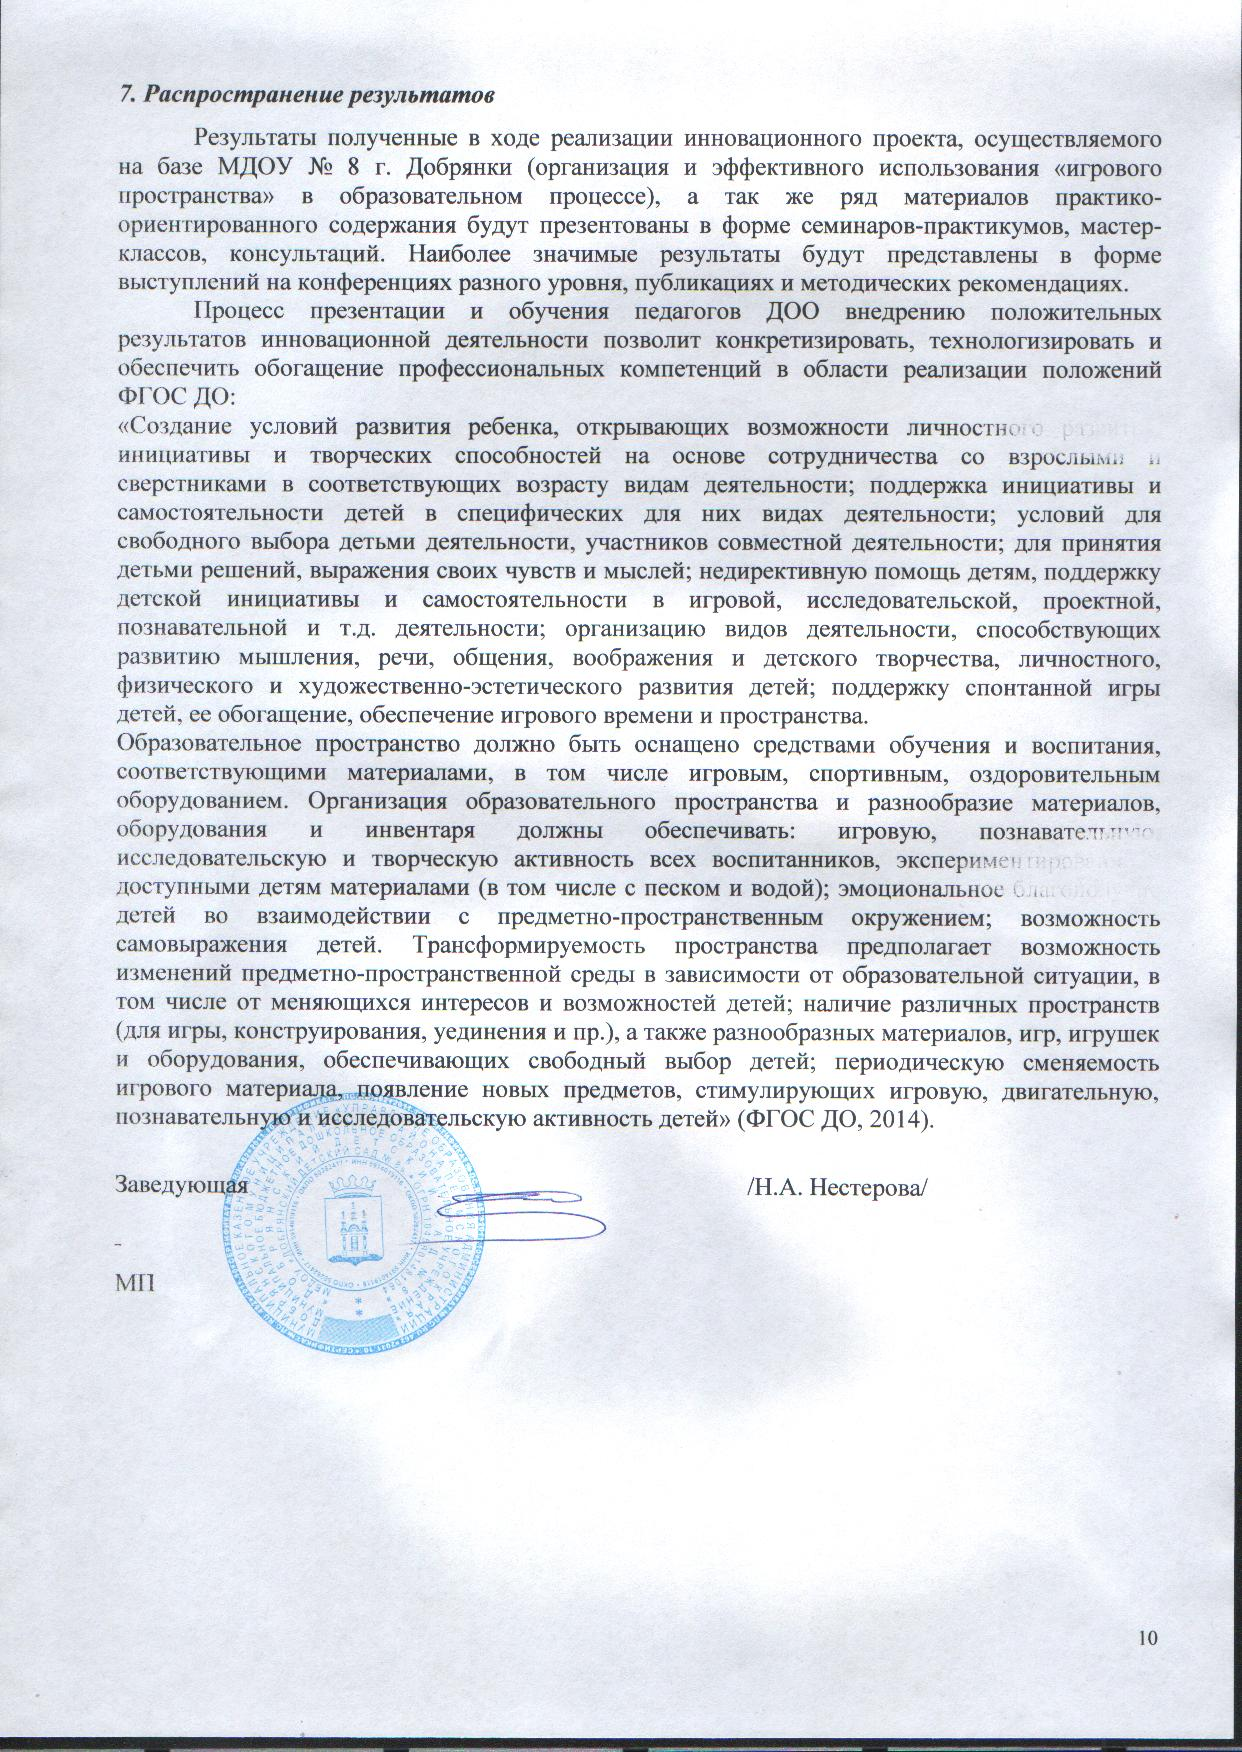 7. Распространение результатов
Результаты полученные в ходе реализации инновационного проекта, осуществляемого
на базе МДОУ № 8 г. Добрянки (организация и эффективного использования «игрового
пространства» в образовательном процессе), а так же ряд материалов практико-
ориентированного содержания будут презентованы в форме семинаров-практикумов, мастер-
классов, консультаций. Наиболее значимые результаты будут представлены в форме
выступлений на конференциях разного уровня, публикациях и методических рекомендациях.
Процесс презентации и обучения педагогов ДОО внедрению положительных
результатов инновационной деятельности позволит конкретизировать, технологизировать и
обеспечить обогащение профессиональных компетенций в области реализации положений
ФГОС ДО:
«Создание условий развития ребенка, открывающих возможности личностного
инициативы и творческих способностей на основе сотрудничества со взрослыми и
сверстниками в соответствующих возрасту видам деятельности; поддержка инициативы и
самостоятельности детей в специфических для них видах деятельности; условий для
свободного выбора детьми деятельности, участников совместной деятельности; для принятия
детьми решений, выражения своих чувств и мыслей; недирективную помощь детям, поддержку
детской инициативы и самостоятельности в игровой, исследовательской, проектной,
познавательной и т.д. деятельности; организацию видов деятельности, способствующих
развитию мышления, речи, общения, воображения и детского творчества, личностного,
физического и художественно-эстетического развития детей; поддержку спонтанной игры
детей, ее обогащение, обеспечение игрового времени и пространства.
Образовательное пространство должно быть оснащено средствами обучения и воспитания,
соответствующими материалами, в том числе игровым, спортивным, оздоровительным
оборудованием. Организация образовательного пространства и разнообразие материалов,
оборудования и инвентаря должны обеспечивать: игровую, познавательную,
исследовательскую и творческую активность всех воспитанников,
доступными детям материалами (в том числе с песком и водой); эмоциональное
детей во взаимодействии с предметно-пространственным окружением; возможность
самовыражения детей. Трансформируемость пространства предполагает возможность
изменений предметно-пространственной среды в зависимости от образовательной ситуации, в
том числе от меняющихся интересов и возможностей детей; наличие различных пространств
(для игры, конструирования, уединения и пр.), а также разнообразных материалов, игр, игрушек
и оборудования, обеспечивающих свободный выбор детей; периодическую сменяемость
игрового материала, появление новых предметов, стимулирующих игровую, двигательную,
познавательную и исследовательскую активность детей» (ФГОС ДО, 2014).
Заведующая /Н.А. Нестерова/
МП
10